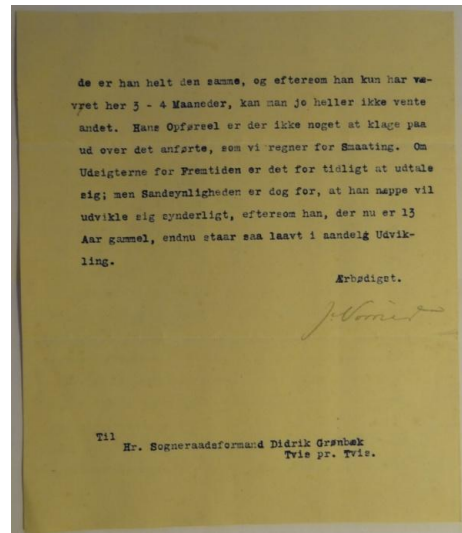 de er han helt den samme, og eftersom han kun har væ-
vret her 3 - 4 Maaneder, kan man jo heller ikke vente
andet. Hans Opførsel er der ikke noget at klage paa
ud over det anførte, som vi regner for Smaating. Om
Udsigterne for Fremtiden er det for tidligt at udtale
sig; men Sandsynligheden er dog for, at han næppe vil
udvikle sig synderligt, eftersom han, der nu er 13
Aar gammel, endnu staar saa laavt i aandelg Udvik-
ling.
Ærbødigst.
Til
Hr. Sogneraadsformand Didrik Grønbæk
Tvis pr. Tvis.